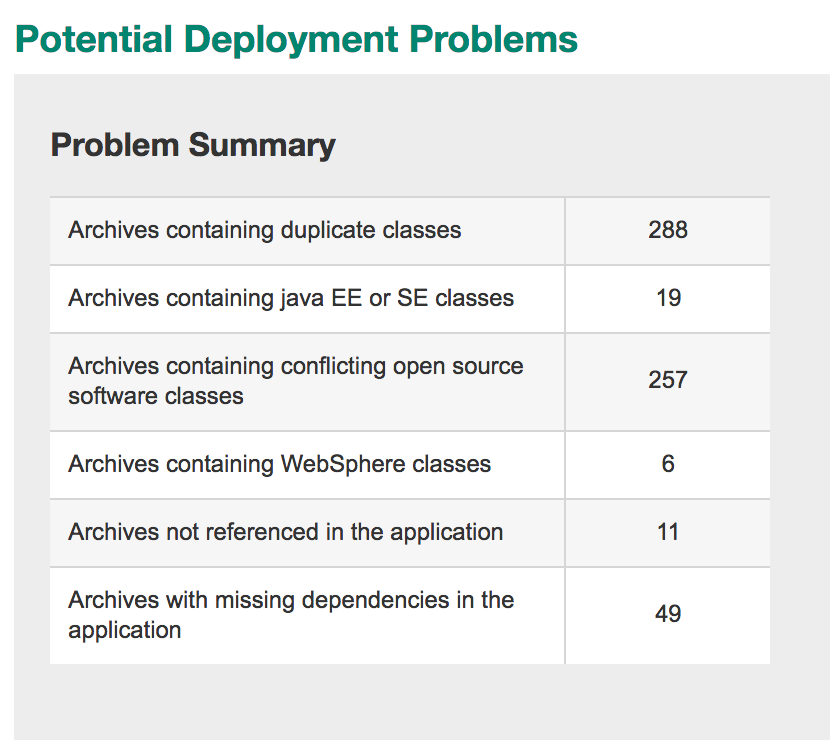 Potential Deployment Problems
Problem Summary
Archives containing duplicate classes 288
Archives containing java EE or SE classes 19
Archives containing conflicting open source
software classes
257
Archives containing WebSphere classes 6
Archives not referenced in the application 11
Archives with missing dependencies in the
application
49